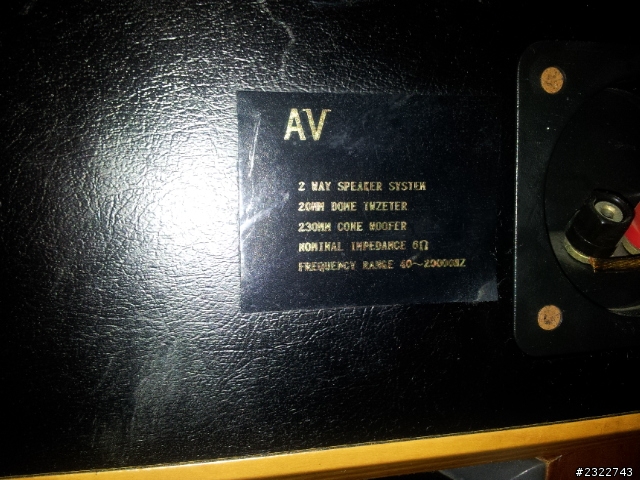 AV
2 WAY SPEAKER SYSTEM
20MM DOME TWZETER
230MM CONE WOOFER
NOMINAL IMPEDANCE 6Ω
FREQUENCY RANGE 40~20000HZ
#2322743